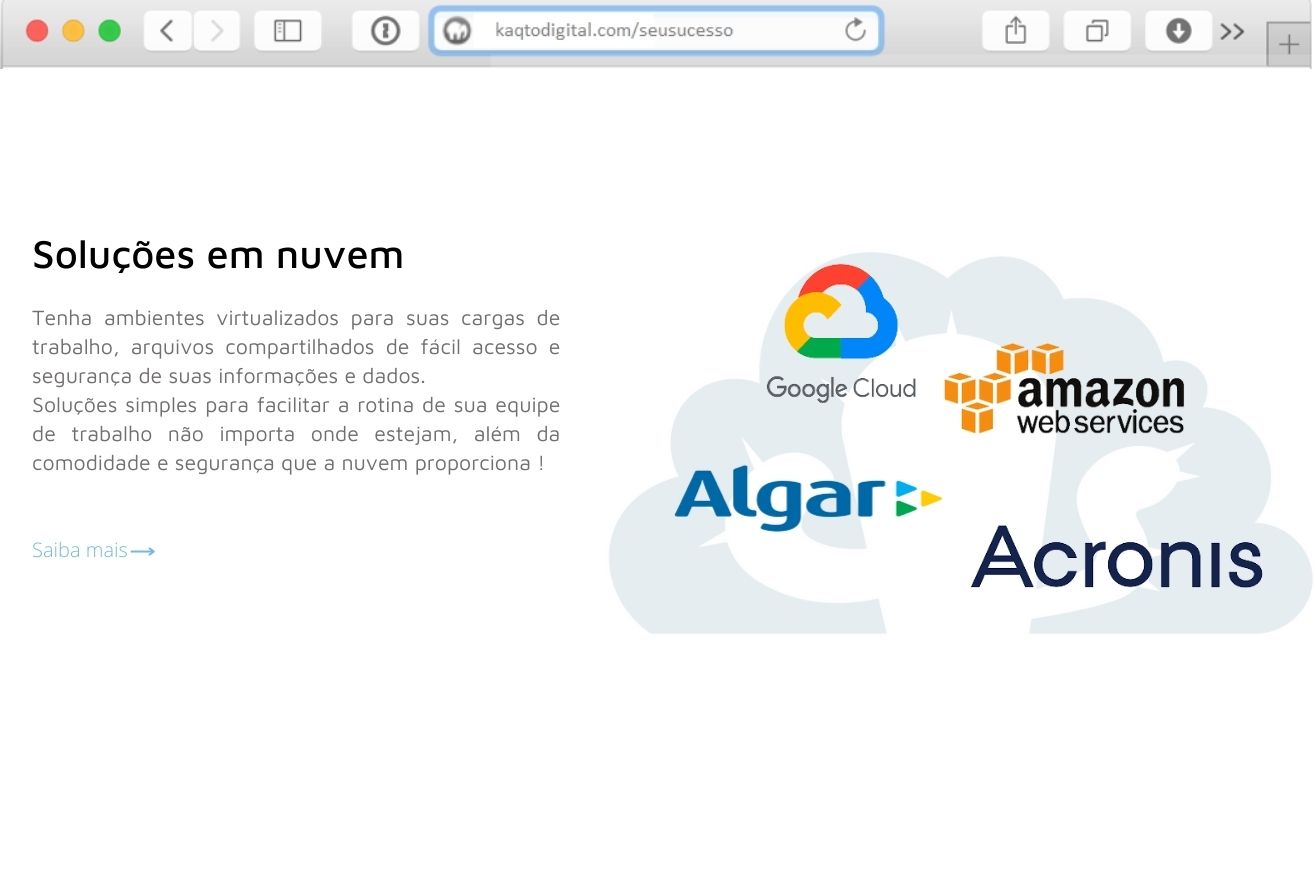 kaqtodigital.com/seusucesso
Soluções em nuvem
Tenha ambientes virtualizados para suas cargas de
trabalho, arquivos compartilhados de fácil acesso e
segurança de suas informações e dados.
Soluções simples para facilitar a rotina de sua equipe
de trabalho não importa onde estejam, além da
comodidade e segurança que a nuvem proporciona !
Saiba mais
Google Cloud
amazon
web services
Algar
Acronis